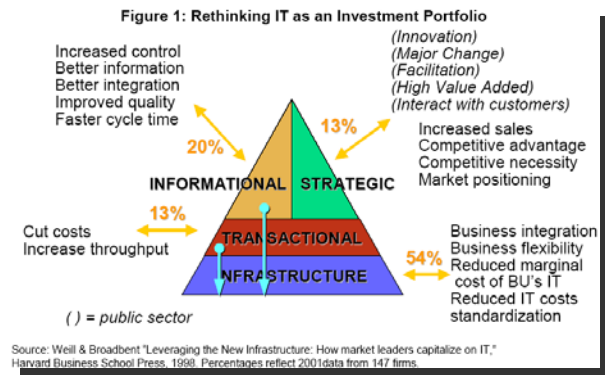 Figure 1: Rethinking IT as an Investment Portfolio
Increased control
Better information
Better integration
Improved quality
Faster cycle time
(Innovation)
(Major Change)
(Facilitation)
(High Value Added)
(Interact with customers)
20%
13%
Increased sales
Competitive advantage
Competitive necessity
Market positioning
INFORMATIONAL STRATEGIC
13%
Cut costs
Increase throughput
TRANSACTIONAL
INFRASTRUCTURE
54%
Business integration
Business flexibility
Reduced marginal
cost of BU's IT
Reduced IT costs
standardization
( ) = public sector
Source: Weill & Broadbent "Leveraging the New Infrastructure: How market leaders capitalize on IT,"
Harvard Business School Press, 1998. Percentages reflect 2001data from 147 firms.